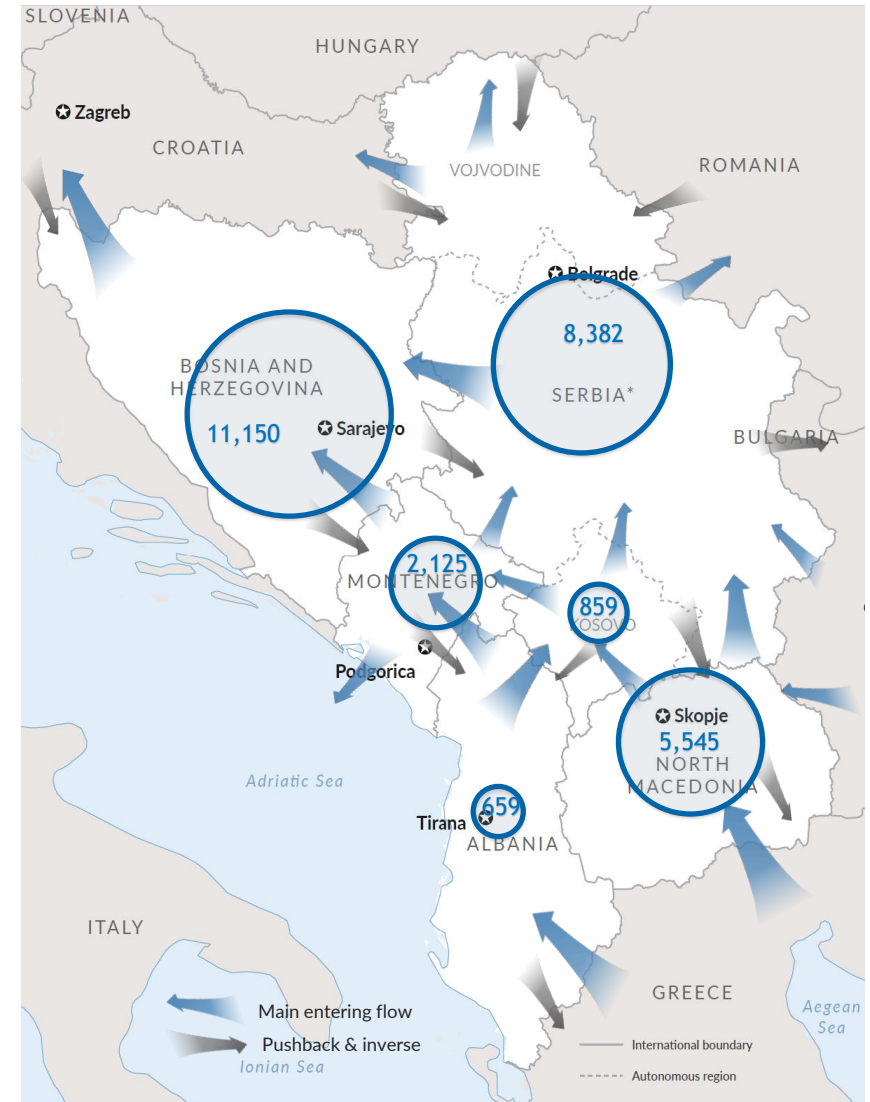 SLOVENIA
HUNGARY
Zagreb
CROATIA
VOJVODINE
ROMANIA
Belgrade
8,382
BOSNIA AND
HERZEGOVINA
SERBIA*
11,150
Sarajevo
BULGARIA
2,125
MONTENEGRO
859
KOSOVO
Podgorica
Skopje
5,545
NORTH
MACEDONIA
Adriatic Sea
659
Tirana
ALBANIA
ITALY
GREECE
Aegean
Sea
Main entering flow
Pushback & inverse
Ionian Sea
International boundary
Autonomous region